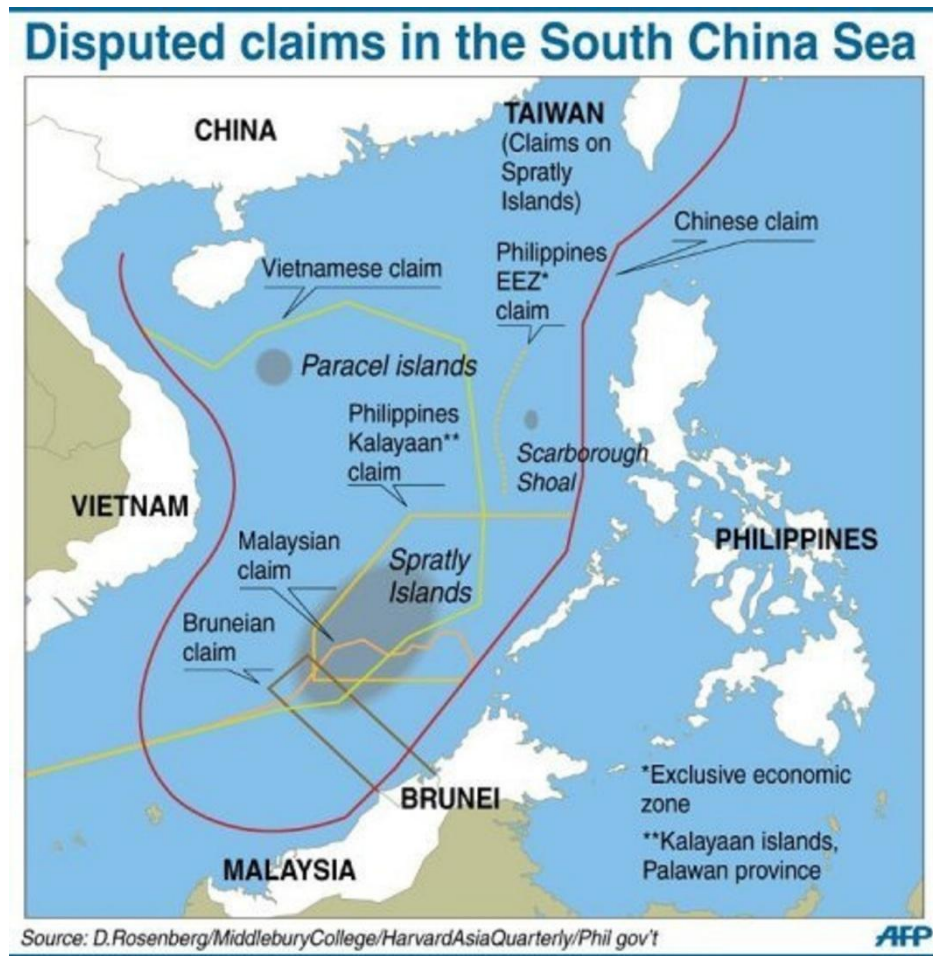 Disputed claims in the South China Sea
CHINA
TAIWAN
(Claims on
Spratly
Islands)
Chinese claim
Philippines
EEZ*
claim
Vietnamese claim
Paracel islands
Philippines
Kalayaan**
claim
Scarborough
Shoal
VIETNAM
PHILIPPINES
Malaysian
claim
Spratly
Islands
Bruneian
claim
*Exclusive economic
zone
BRUNEI
**Kalayaan islands,
Palawan province
MALAYSIA
Source: D.Rosenberg/MiddleburyCollege/HarvardAsiaQuarterly/Phil gov't
AFP